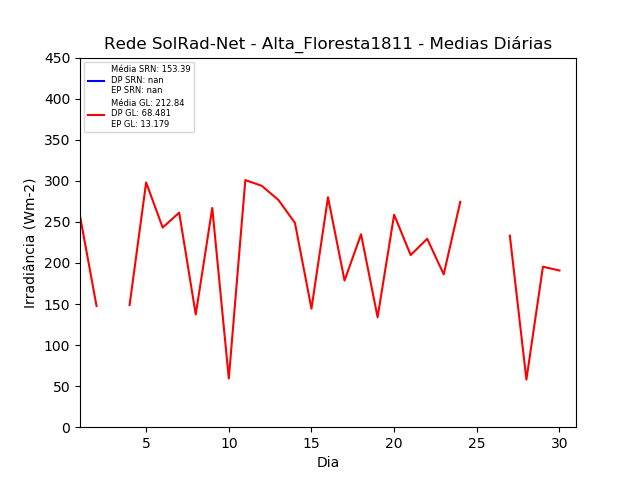 Rede SolRad-Net - Alta_Floresta1811 - Medias Diárias
450
400
350
300
250
200
150
100
50
0
Irradiância (Wm-2)
Média SRN: 153.39
DP SRN: nan
EP SRN: nan
Média GL: 212.84
DP GL: 68.481
EP GL: 13.179
5 10 15 20 25 30
Dia